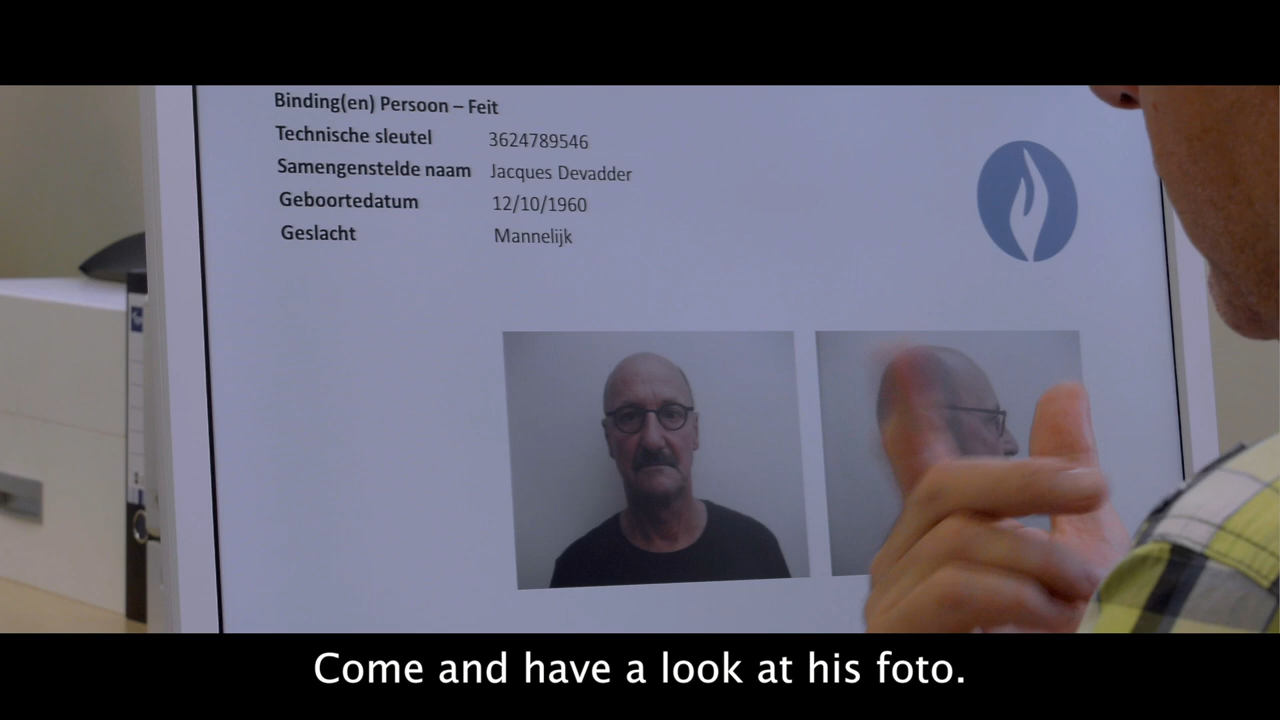 Binding(en) Persoon – Feit
Technische sleutel 3624789546
Samengenstelde naam Jacques Devadder
Geboortedatum 12/10/1960
Geslacht Mannelijk
Come and have a look at his foto.